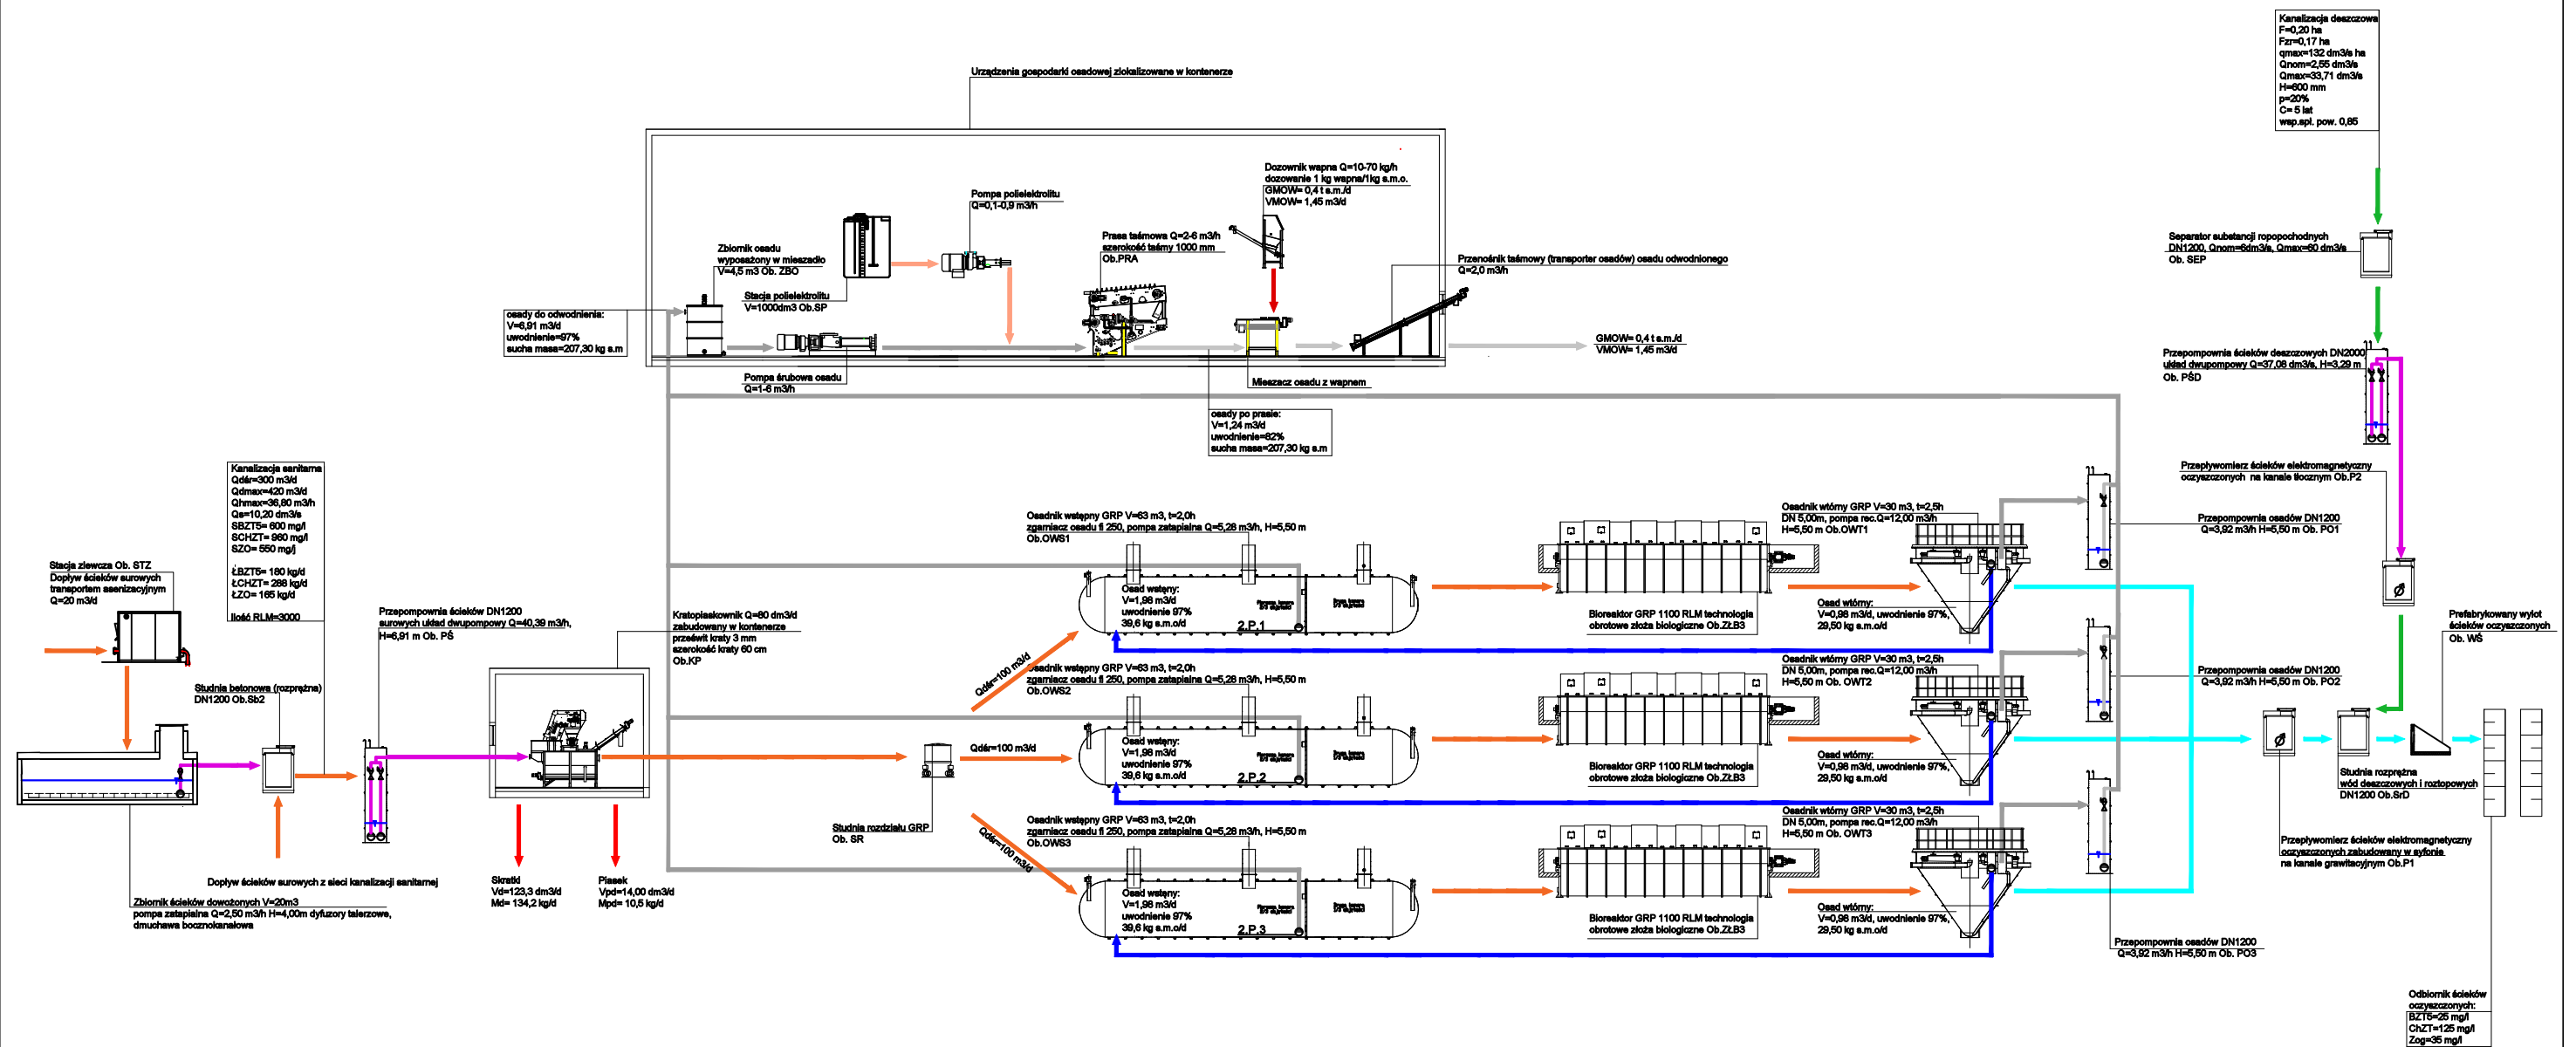 Kanalizacja deszczowa
F=0,20 ha
Fzr=0,17 ha
qmax=132 dm3/s ha
Qnom=2,55 dm3/s
Qmax=33,71 dm3/s
H=600 mm
p=20%
C= 5 lat
wsp.spł. pow. 0,85
Urządzenia gospodarki osadowej zlokalizowane w kontenerze
Dozownik wapna Q=10-70 kg/h
dozowanie 1 kg wapna/1kg s.m.o.
GMOW= 0,4 t s.m./d
VMOW= 1,45 m3/d
Pompa polielektrolitu
Q=0,1-0,9 m3/h
Prasa taśmowa Q=2-6 m3/h
szerokość taśmy 1000 mm
Ob.PRA
Zbiornik osadu
wyposażony w mieszadło
V=4,5 m3 Ob. ZBO
Stacja polielektrolitu
V=1000dm3 Ob.SP
Przenośnik taśmowy (transporter osadów) osadu odwodnionego
Q=2,0 m3/h
Separator substancji ropopochodnych
DN1200, Qnom=6dm3/s, Qmax=60 dm3/s
Ob. SEP
osady do odwodnienia:
V=6,91 m3/d
uwodnienie=97%
sucha masa=207,30 kg s.m
GMOW= 0,4 t s.m./d
VMOW= 1,45 m3/d
Przepompownia ścieków deszczowych DN2000
układ dwupompowy Q=37,08 dm3/s, H=3,29 m
Ob. PŚD
Pompa śrubowa osadu
Q=1-6 m3/h
Mieszacz osadu z wapnem
osady po prasie:
V=1,24 m3/d
uwodnienie=82%
sucha masa=207,30 kg s.m
Kanalizacja sanitarna
Qdśr=300 m3/d
Qdmax=420 m3/d
Qhmax=36,80 m3/h
Qs=10,20 dm3/s
SBZT5= 600 mg/l
SCHZT= 960 mg/l
SZO= 550 mg/l
ŁBZT5= 180 kg/d
ŁCHZT= 288 kg/d
ŁZO= 165 kg/d
Ilość RLM=3000
Przepływomierz ścieków elektromagnetyczny
oczyszczonych na kanale tłocznym Ob.P2
Osadnik wstępny GRP V=63 m3, t=2,0h
zgarniacz osadu fi 250, pompa zatapialna Q=5,28 m3/h, H=5,50 m
Ob.OWS1
Osadnik wtórny GRP V=30 m3, t=2,5h
DN 5,00m, pompa rec.Q=12,00 m3/h
H=5,50 m Ob.OWT1
Przepompownia osadów DN1200
Q=3,92 m3/h H=5,50 m Ob. PO1
Stacja zlewcza Ob. STZ
Dopływ ścieków surowych
transportem asenizacyjnym
Q=20 m3/d
Przepompownia ścieków DN1200
surowych układ dwupompowy Q=40,39 m3/h,
H=6,91 m Ob. PŚ
Kratopiaskownik Q=80 dm3/d
zabudowany w kontenerze
prześwit kraty 3 mm
szerokość kraty 60 cm
Ob.KP
Osad wstęny:
V=1,98 m3/d
uwodnienie 97%
39,6 kg s.m.o/d
2.P.1
Bioreaktor GRP 1100 RLM technologia
obrotowe złoża biologiczne Ob.ZŁB3
Osad wtórny:
V=0,98 m3/d, uwodnienie 97%,
29,50 kg s.m.o/d
Prefabrykowany wylot
ścieków oczyszczonych
Ob. WŚ
Qdśr=100 m3/d
Osadnik wstępny GRP V=63 m3, t=2,0h
zgarniacz osadu fi 250, pompa zatapialna Q=5,28 m3/h, H=5,50 m
Ob.OWS2
Osadnik wtórny GRP V=30 m3, t=2,5h
DN 5,00m, pompa rec.Q=12,00 m3/h
H=5,50 m Ob. OWT2
Przepompownia osadów DN1200
Q=3,92 m3/h H=5,50 m Ob. PO2
Studnia betonowa (rozprężna)
DN1200 Ob.Sb2
Qdśr=100 m3/d
Osad wstęny:
V=1,98 m3/d
uwodnienie 97%
39,6 kg s.m.o/d
2.P.2
Bioreaktor GRP 1100 RLM technologia
obrotowe złoża biologiczne Ob.ZŁB3
Osad wtórny:
V=0,98 m3/d, uwodnienie 97%,
29,50 kg s.m.o/d
Studnia rozprężna
wód deszczowych i roztopowych
DN1200 Ob.SrD
Studnia rozdziału GRP
Ob. SR
Qdśr=100 m3/d
Osadnik wstępny GRP V=63 m3, t=2,0h
zgarniacz osadu fi 250, pompa zatapialna Q=5,28 m3/h, H=5,50 m
Ob.OWS3
Osadnik wtórny GRP V=30 m3, t=2,5h
DN 5,00m, pompa rec.Q=12,00 m3/h
H=5,50 m Ob. OWT3
Przepływomierz ścieków elektromagnetyczny
oczyszczonych zabudowany w syfonie
na kanale grawitacyjnym Ob.P1
Dopływ ścieków surowych z sieci kanalizacji sanitarnej
Skratki
Vd=123,3 dm3/d
Md= 134,2 kg/d
Piasek
Vpd=14,00 dm3/d
Mpd= 10,5 kg/d
Osad wstęny:
V=1,98 m3/d
uwodnienie 97%
39,6 kg s.m.o/d
2.P.3
Bioreaktor GRP 1100 RLM technologia
obrotowe złoża biologiczne Ob.ZŁB3
Osad wtórny:
V=0,98 m3/d, uwodnienie 97%,
29,50 kg s.m.o/d
Zbiornik ścieków dowożonych V=20m3
pompa zatapialna Q=2,50 m3/h H=4,00m dyfuzory talerzowe,
dmuchawa bocznokanałowa
Przepompownia osadów DN1200
Q=3,92 m3/h H=5,50 m Ob. PO3
Odbiornik ścieków
oczyszczonych:
BZT5=25 mg/l
ChZT=125 mg/l
Zog=35 mg/l